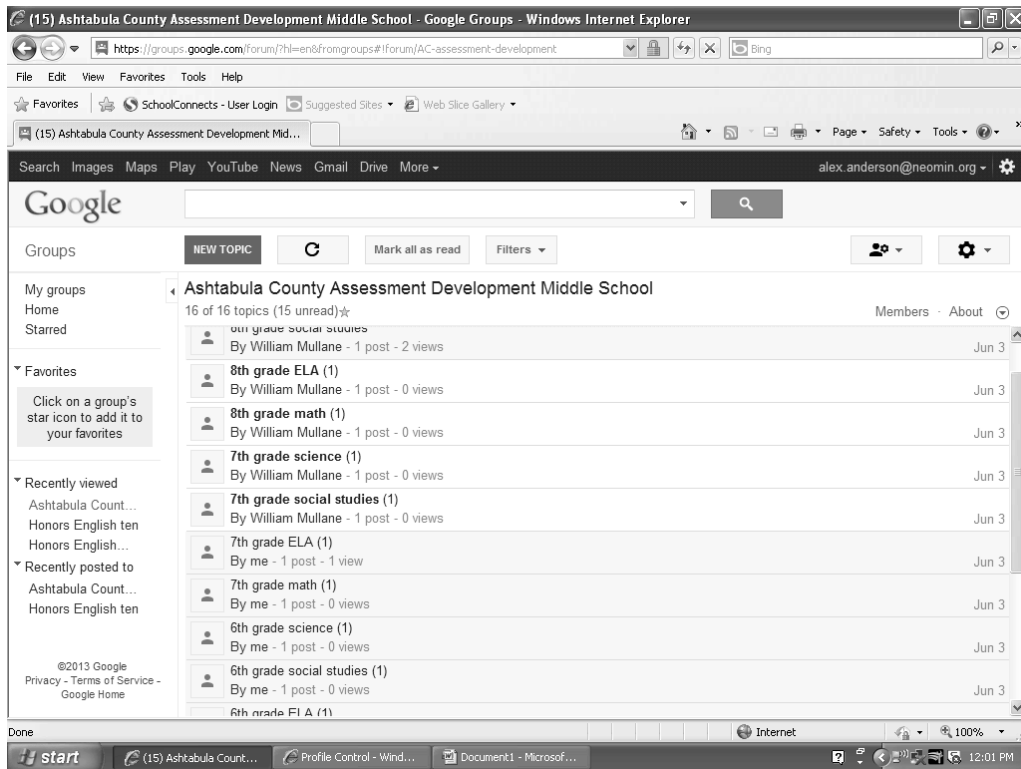 (15) Ashtabula County Assessment Development Middle School - Google Groups - Windows Internet Explorer
https://groups.google.com/forum/?hl=en&fromgroups#!forum/AC-assessment-development
Bing
File Edit View Favorites Tools Help
Favorites SchoolConnects - User Login Suggested Sites Web Slice Gallery
(15) Ashtabula County Assessment Development Mid... Page Safety Tools
Search Images Maps Play YouTube News Gmail Drive More alex.anderson@neomin.org
Google
Groups NEW TOPIC Mark all as read Filters
My groups
Home
Starred
Favorites
Click on a group's
star icon to add it to
your favorites
Recently viewed
Ashtabula Count...
Honors English ten
Honors English...
Recently posted to
Ashtabula Count...
Honors English ten
©2013 Google
Privacy - Terms of Service -
Google Home
Ashtabula County Assessment Development Middle School
16 of 16 topics (15 unread) Members · About
6th grade social studies
By William Mullane - 1 post - 2 views Jun 3
8th grade ELA (1)
By William Mullane - 1 post - 0 views Jun 3
8th grade math (1)
By William Mullane - 1 post - 0 views Jun 3
7th grade science (1)
By William Mullane - 1 post - 0 views Jun 3
7th grade social studies (1)
By William Mullane - 1 post - 0 views Jun 3
7th grade ELA (1)
By me - 1 post - 1 view Jun 3
7th grade math (1)
By me - 1 post - 0 views Jun 3
6th grade science (1)
By me - 1 post - 0 views Jun 3
6th grade social studies (1)
By me - 1 post - 0 views Jun 3
6th grade ELA (1)
Done Internet 100%
start (15) Ashtabula Count... Profile Control - Wind... Document1 - Microsof... 12:01 PM